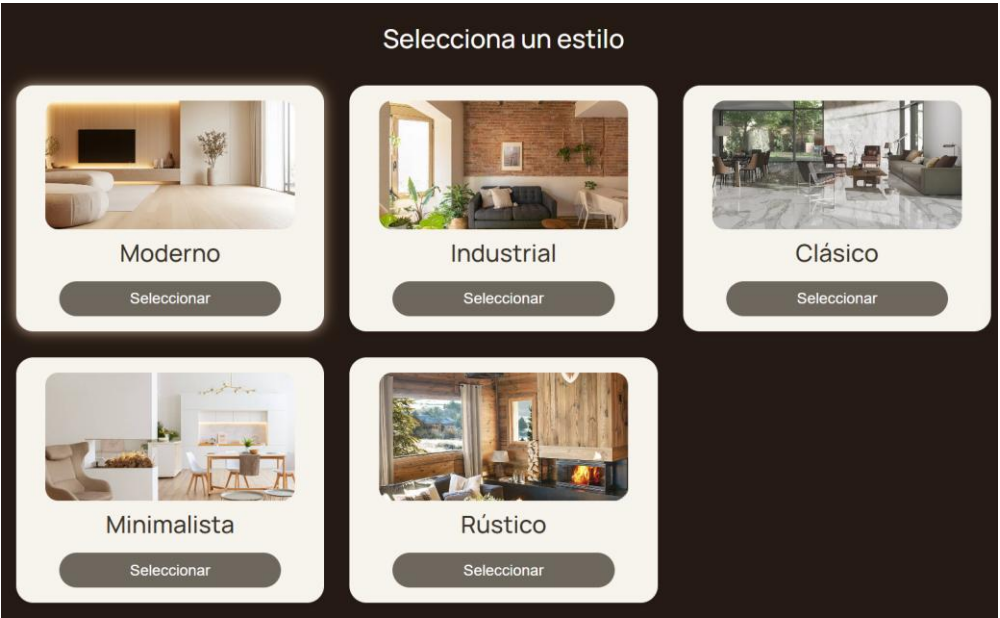 Selecciona un estilo
Moderno
Seleccionar
Industrial
Seleccionar
Clásico
Seleccionar
Minimalista
Seleccionar
Rústico
Seleccionar